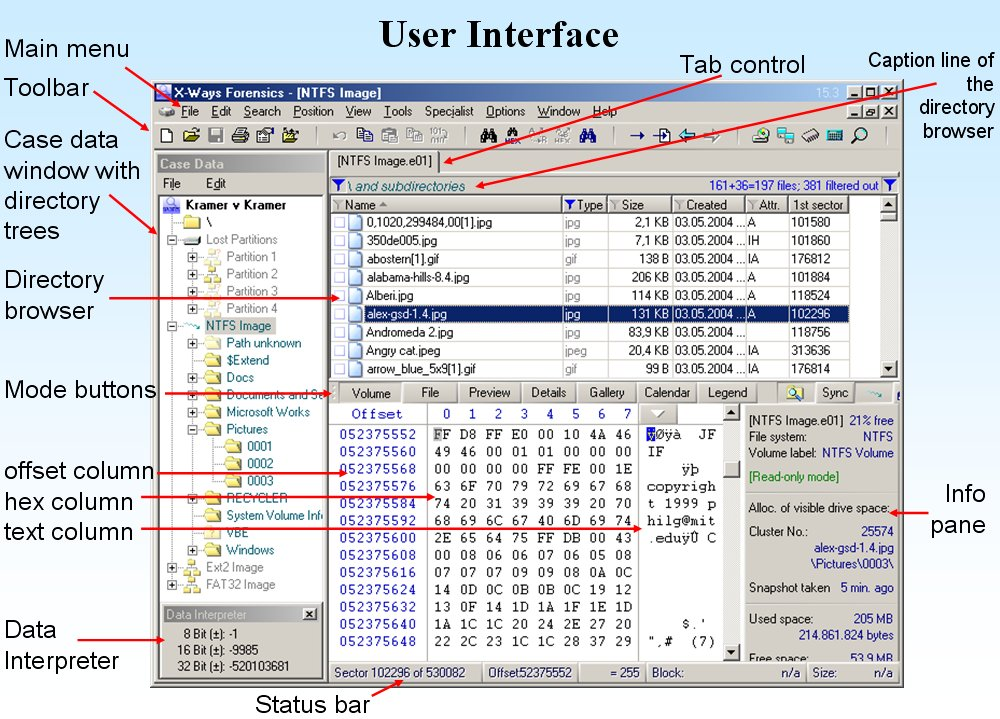 User Interface
Main menu
Toolbar
Case data
window with
directory
trees
Directory
browser
Mode buttons
offset column
hex column
text column
Data
Interpreter
Status bar
Tab control
Caption line of
the
directory
browser
Info
pane
X-Ways Forensics - [NTFS Image]
15.3
File Edit Search Position View Tools Specialist Options Window Help
Case Data
File Edit
Kramer v Kramer
\
Lost Partitions
Partition 1
Partition 2
Partition 3
Partition 4
NTFS Image
Path unknown
$Extend
Docs
Documents and Se
Microsoft Works
Pictures
0001
0002
0003
RECYCLER
System Volume Info
VBE
Windows
Ext2 Image
FAT32 Image
Data Interpreter
8 Bit (±): -1
16 Bit (±): -9985
32 Bit (±): -520103681
[NTFS Image.e01]
\ and subdirectories 161+36=197 files; 381 filtered out
Name Type Size Created Attr. 1st sector
0,1020,299484,00[1].jpg jpg 2,1 KB 03.05.2004 ... A 101580
350de005.jpg jpg 7,1 KB 03.05.2004 ... IH 101860
abostern[1].gif gif 138 B 03.05.2004 ... IA 176812
alabama-hills-8.4.jpg jpg 206 KB 03.05.2004 ... A 101884
Alberi.jpg jpg 114 KB 03.05.2004 ... A 118524
alex-gsd-1.4.jpg jpg 131 KB 03.05.2004 ... A 102296
Andromeda 2.jpg jpg 83,9 KB 03.05.2004 ... A 118756
Angry cat.jpeg jpeg 20,4 KB 03.05.2004 ... IA 313636
arrow_blue_5x9[1].gif gif 99 B 03.05.2004 ... IA 176814
Volume File Preview Details Gallery Calendar Legend Sync
Offset 0 1 2 3 4 5 6 7
052375552 FF D8 FF E0 00 10 4A 46 ÿØÿà JF
052375560 49 46 00 01 01 00 00 00 IF
052375568 00 00 00 00 FF FE 00 1E ÿþ
052375576 63 6F 70 79 72 69 67 68 copyrigh
052375584 74 20 31 39 39 39 20 70 t 1999 p
052375592 68 69 6C 67 40 6D 69 74 hilg@mit
052375600 2E 65 64 75 FF DB 00 43 .eduÿÛ C
052375608 00 08 06 06 07 06 05 08
052375616 07 07 07 09 09 08 0A 0C
052375624 14 0D 0C 0B 0B 0C 19 12
052375632 13 0F 14 1D 1A 1F 1E 1D
052375640 1A 1C 1C 20 24 2E 27 20 $.'
052375648 22 2C 23 1C 1C 28 37 29 ",# (7)
[NTFS Image.e01] 21% free
File system: NTFS
Volume label: NTFS Volume
[Read-only mode]
Alloc. of visible drive space:
Cluster No.: 25574
alex-gsd-1.4.jpg
\Pictures\0003\
Snapshot taken 5 min. ago
Used space: 205 MB
214.861.824 bytes
Free space: 53,9 MB
Sector 102296 of 530082 Offset 52375552 = 255 Block: n/a Size: n/a